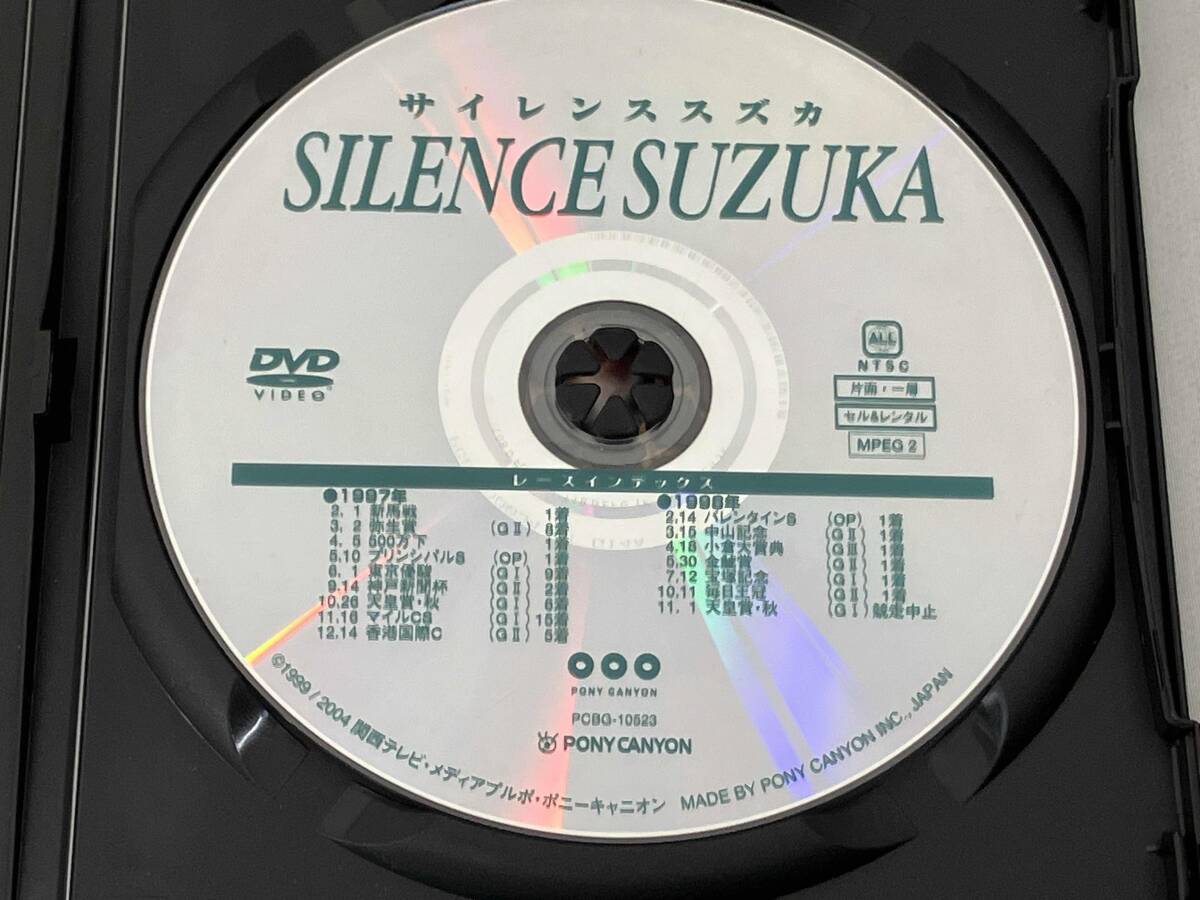 サイレンススズカ
SILENCE SUZUKA
DVD
VIDEO
ALL
NTSC
片面・一層
セル&レンタル
MPEG 2
レースインデックス
●1997年
2. 1 新馬戦 1着
3. 2 弥生賞 (GⅡ) 8着
4. 5 500万下 1着
5.10 プリンシパルS (OP) 1着
6. 1 東京優駿 (GⅠ) 9着
9.14 神戸新聞杯 (GⅡ) 2着
10.26 天皇賞・秋 (GⅠ) 6着
11.16 マイルCS (GⅠ) 15着
12.14 香港国際C (GⅡ) 5着
●1998年
2.14 バレンタインS (OP) 1着
3.15 中山記念 (GⅡ) 1着
4.18 小倉大賞典 (GⅢ) 1着
5.30 金鯱賞 (GⅡ) 1着
7.12 宝塚記念 (GⅠ) 1着
10.11 毎日王冠 (GⅡ) 1着
11. 1 天皇賞・秋 (GⅠ) 競走中止
PONY CANYON
PCBG-10523
PONY CANYON
©1999/2004 関西テレビ・メディアプルポ・ポニーキャニオン MADE BY PONY CANYON INC., JAPAN